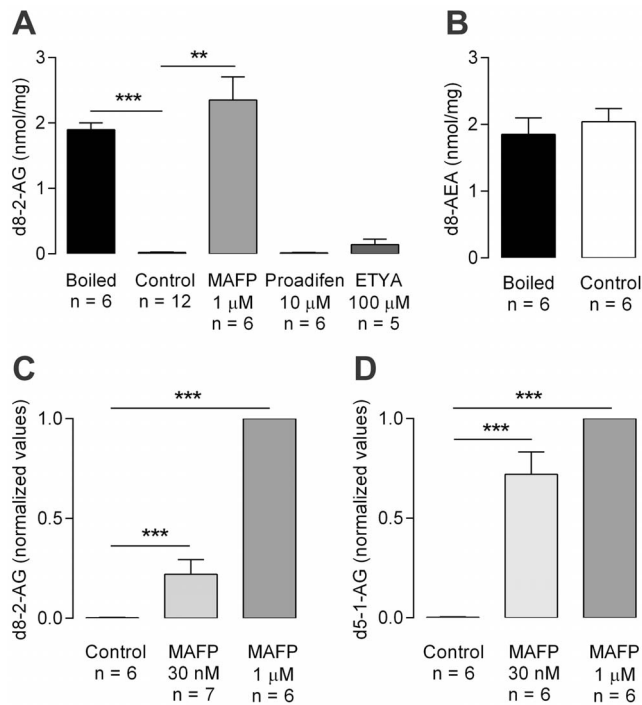 A
d8-2-AG (nmol/mg)
3
2
1
0
***
**
Boiled Control MAFP Proadifen ETYA
n = 6 n = 12 1 μM 10 μM 100 μM
n = 6 n = 6 n = 5
B
d8-AEA (nmol/mg)
3
2
1
0
Boiled Control
n = 6 n = 6
C
d8-2-AG (normalized values)
1.0
0.5
0.0
***
***
Control MAFP MAFP
n = 6 30 nM 1 μM
n = 7 n = 6
D
d5-1-AG (normalized values)
1.0
0.5
0.0
***
***
Control MAFP MAFP
n = 6 30 nM 1 μM
n = 6 n = 6